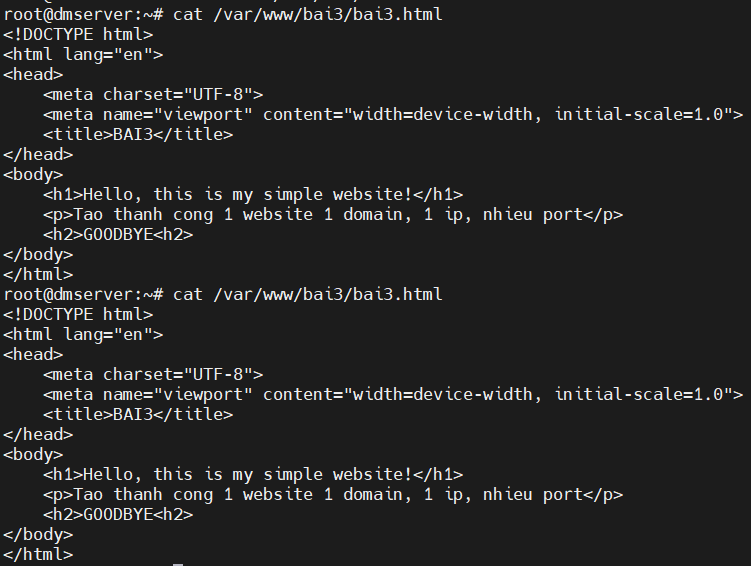 root@dmserver:~# cat /var/www/bai3/bai3.html
<!DOCTYPE html>
<html lang="en">
<head>
    <meta charset="UTF-8">
    <meta name="viewport" content="width=device-width, initial-scale=1.0">
    <title>BAI3</title>
</head>
<body>
    <h1>Hello, this is my simple website!</h1>
    <p>Tao thanh cong 1 website 1 domain, 1 ip, nhieu port</p>
    <h2>GOODBYE<h2>
</body>
</html>
root@dmserver:~# cat /var/www/bai3/bai3.html
<!DOCTYPE html>
<html lang="en">
<head>
    <meta charset="UTF-8">
    <meta name="viewport" content="width=device-width, initial-scale=1.0">
    <title>BAI3</title>
</head>
<body>
    <h1>Hello, this is my simple website!</h1>
    <p>Tao thanh cong 1 website 1 domain, 1 ip, nhieu port</p>
    <h2>GOODBYE<h2>
</body>
</html>